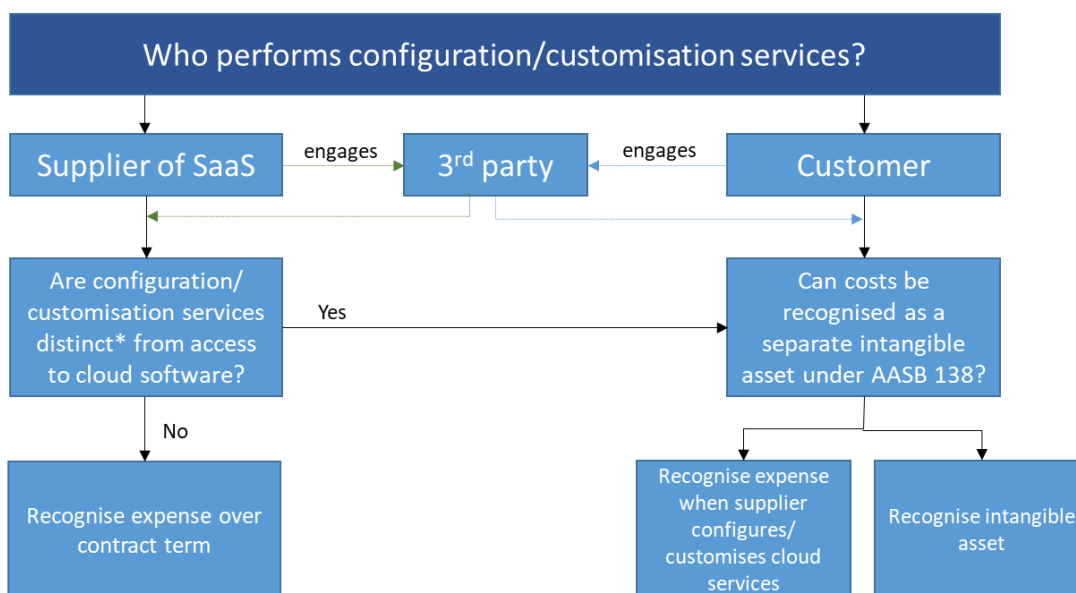 Who performs configuration/customisation services?
Supplier of SaaS
engages
3rd party
engages
Customer
Are configuration/
customisation services
distinct* from access
to cloud software?
Yes
Can costs be
recognised as a
separate intangible
asset under AASB 138?
No
Recognise expense over
contract term
Recognise expense
when supplier
configures/
customises cloud
services
Recognise intangible
asset